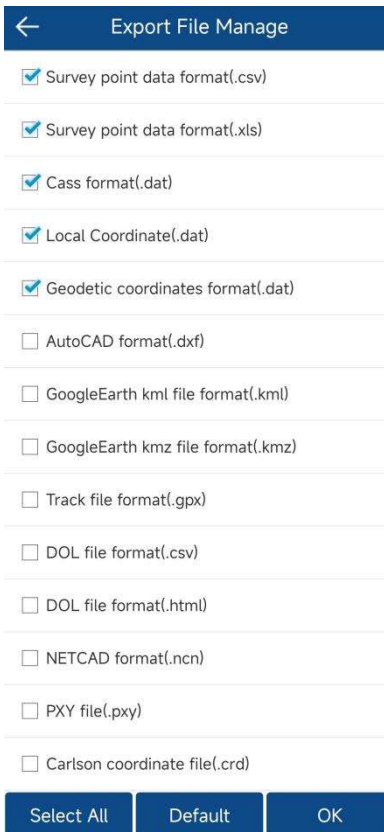 Export File Manage
Survey point data format(.csv)
Survey point data format(.xls)
Cass format(.dat)
Local Coordinate(.dat)
Geodetic coordinates format(.dat)
AutoCAD format(.dxf)
GoogleEarth kml file format(.kml)
GoogleEarth kmz file format(.kmz)
Track file format(.gpx)
DOL file format(.csv)
DOL file format(.html)
NETCAD format(.ncn)
PXY file(.pxy)
Carlson coordinate file(.crd)
Select All Default OK